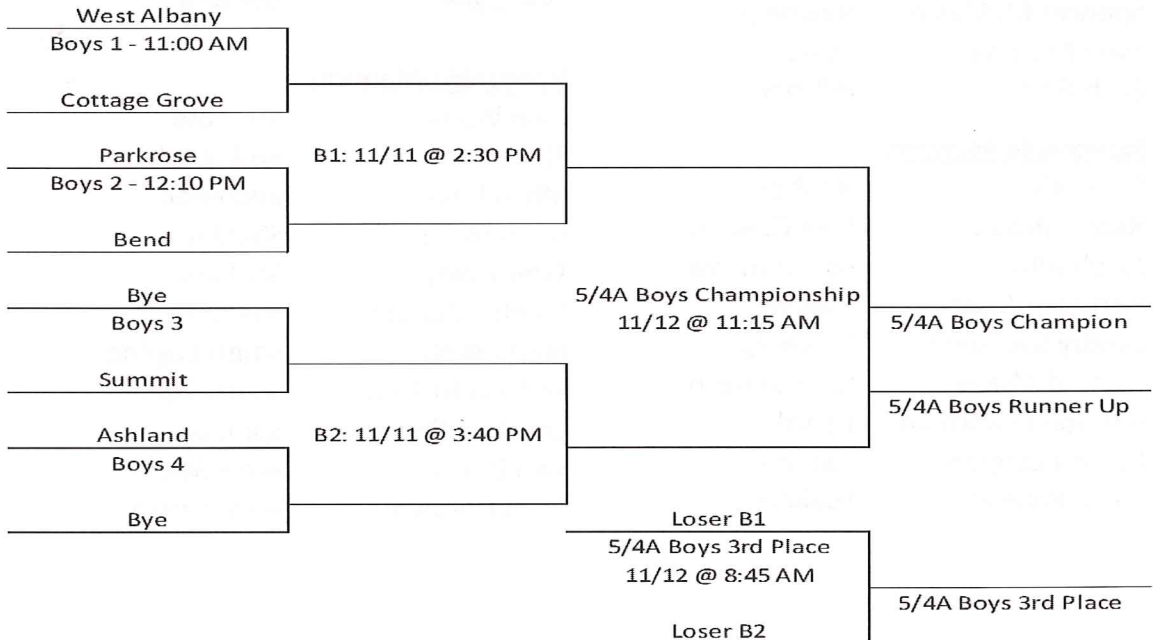 West Albany
Boys 1 - 11:00 AM
Cottage Grove
Parkrose
Boys 2 - 12:10 PM
Bend
Bye
Boys 3
Summit
Ashland
Boys 4
Bye
B1: 11/11 @ 2:30 PM
B2: 11/11 @ 3:40 PM
5/4A Boys Championship
11/12 @ 11:15 AM
5/4A Boys Champion
5/4A Boys Runner Up
Loser B1
5/4A Boys 3rd Place
11/12 @ 8:45 AM
Loser B2
5/4A Boys 3rd Place